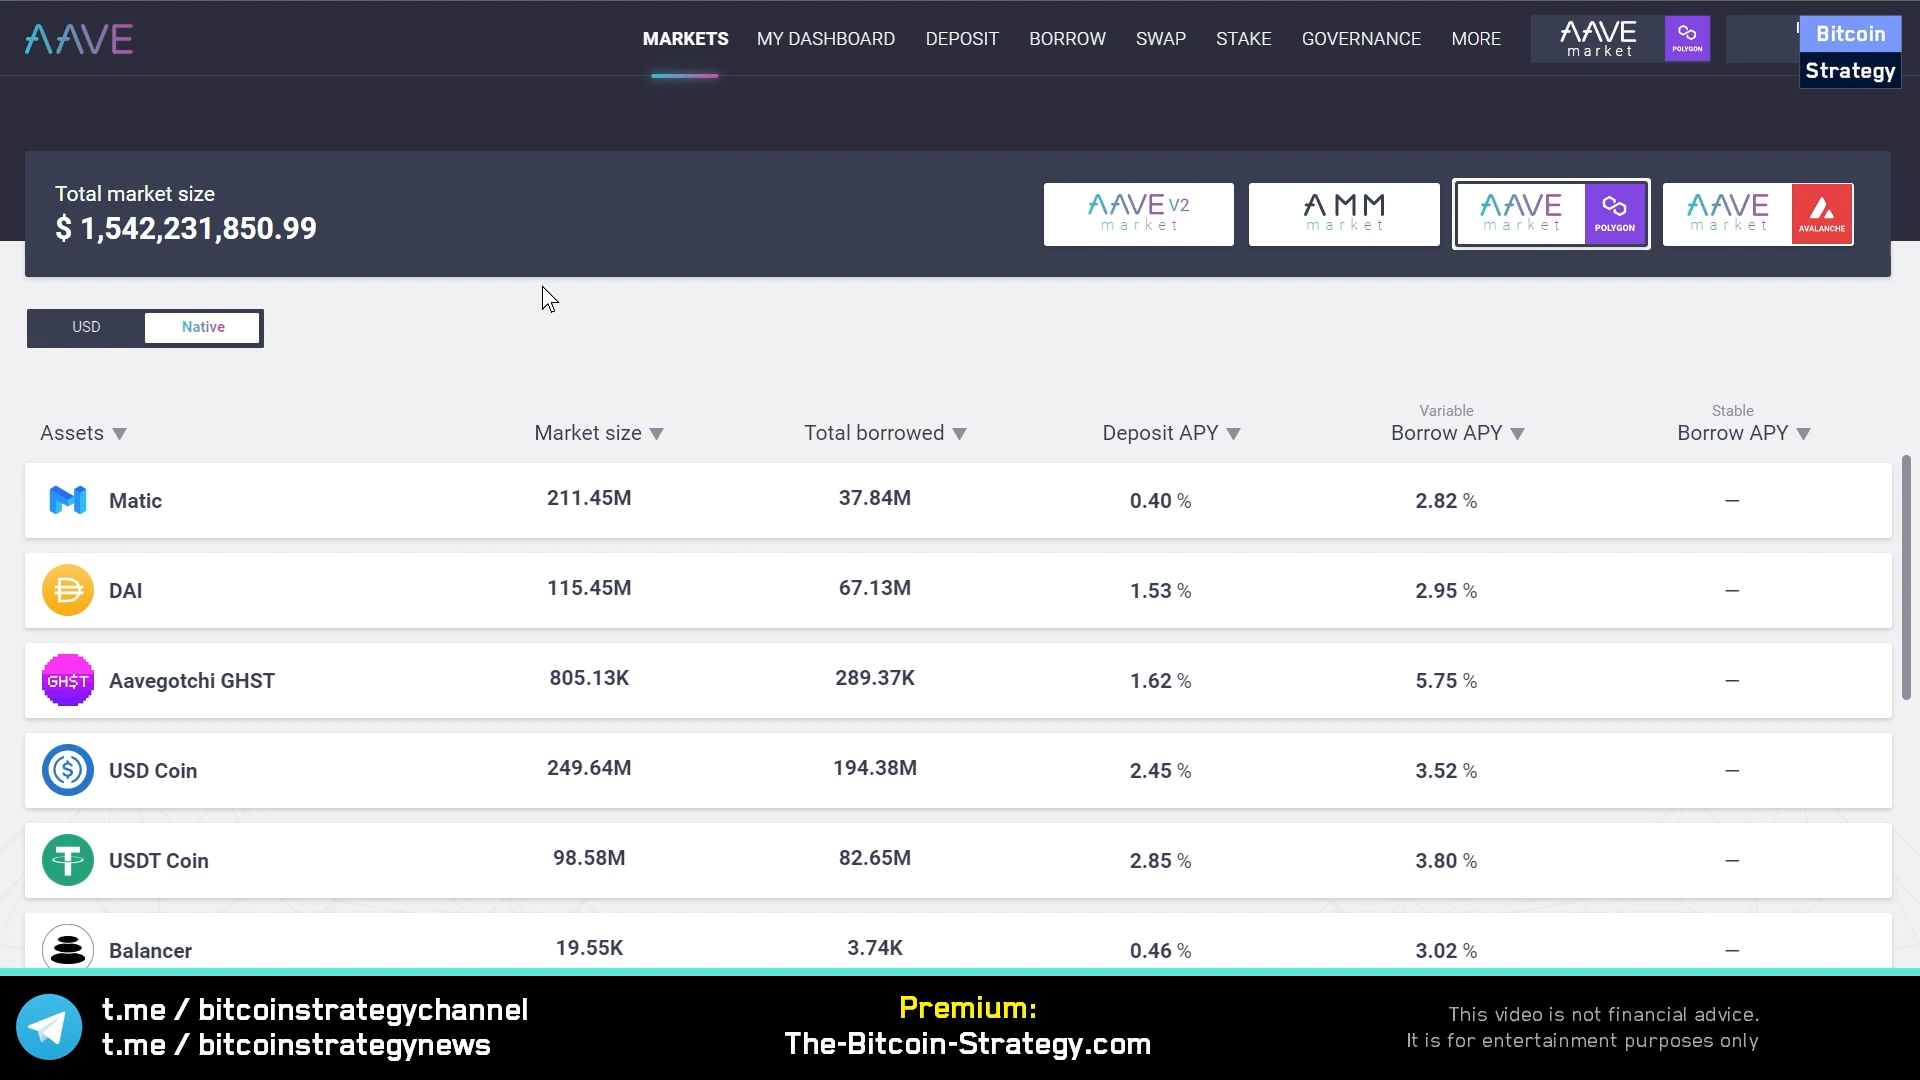 AAVE
MARKETS
MY DASHBOARD
DEPOSIT
BORROW
SWAP
STAKE
GOVERNANCE
MORE
AAVE
market
POLYGON
Bitcoin
Strategy
Total market size
$ 1,542,231,850.99
AAVE V2
market
AMM
market
AAVE
market
POLYGON
AAVE
market
AVALANCHE
USD
Native
Assets
Market size
Total borrowed
Deposit APY
Variable
Borrow APY
Stable
Borrow APY
Matic 211.45M 37.84M 0.40 % 2.82 % —
DAI 115.45M 67.13M 1.53 % 2.95 % —
GH$T
Aavegotchi GHST 805.13K 289.37K 1.62 % 5.75 % —
USD Coin 249.64M 194.38M 2.45 % 3.52 % —
USDT Coin 98.58M 82.65M 2.85 % 3.80 % —
Balancer 19.55K 3.74K 0.46 % 3.02 % —
t.me / bitcoinstrategychannel
t.me / bitcoinstrategynews
Premium:
The-Bitcoin-Strategy.com
This video is not financial advice.
It is for entertainment purposes only